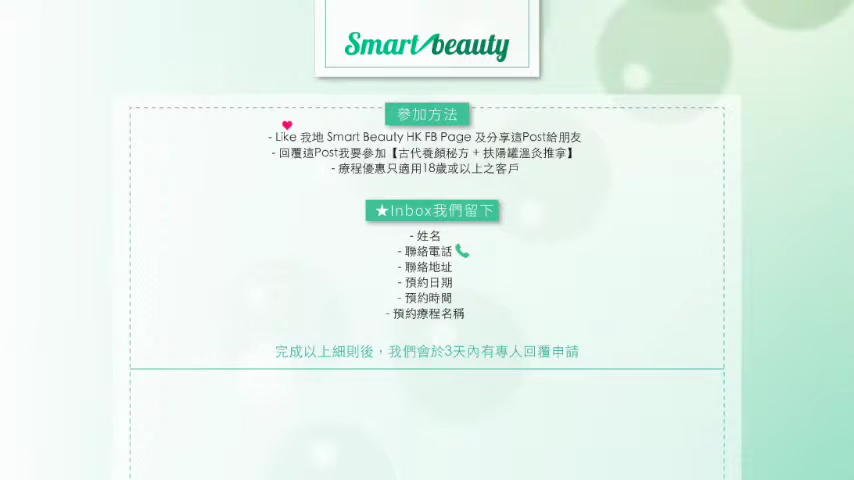 Smart beauty
參加方法
- Like 我地 Smart Beauty HK FB Page 及分享這Post給朋友
- 回覆這Post我要參加【古代養顏秘方 + 扶陽罐溫灸推拿】
- 療程優惠只適用18歲或以上之客戶
★Inbox我們留下
- 姓名
- 聯絡電話
- 聯絡地址
- 預約日期
- 預約時間
- 預約療程名稱
完成以上細則後，我們會於3天內有專人回覆申請